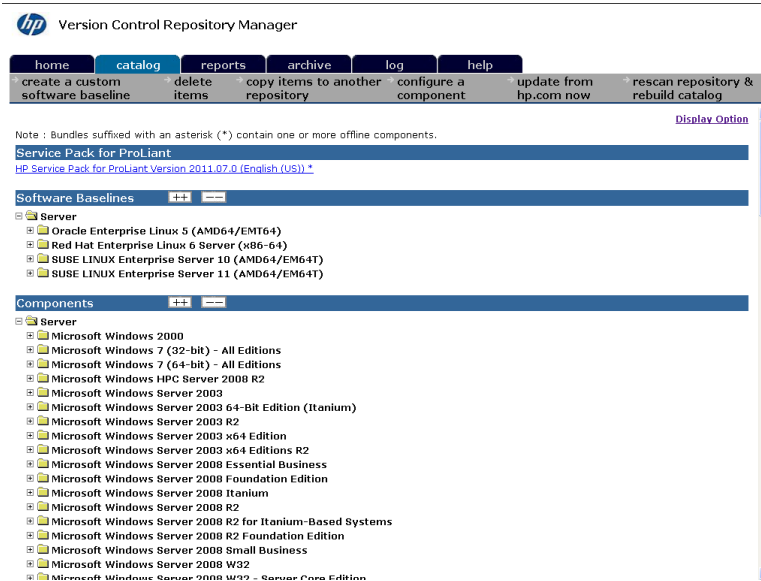 hp Version Control Repository Manager
home catalog reports archive log help
create a custom software baseline
delete items
copy items to another repository
configure a component
update from hp.com now
rescan repository & rebuild catalog
Display Option
Note : Bundles suffixed with an asterisk (*) contain one or more offline components.
Service Pack for ProLiant
HP Service Pack for ProLiant Version 2011.07.0 (English (US)) *
Software Baselines ++ −−
Server
Oracle Enterprise Linux 5 (AMD64/EMT64)
Red Hat Enterprise Linux 6 Server (x86-64)
SUSE LINUX Enterprise Server 10 (AMD64/EM64T)
SUSE LINUX Enterprise Server 11 (AMD64/EM64T)
Components ++ −−
Server
Microsoft Windows 2000
Microsoft Windows 7 (32-bit) - All Editions
Microsoft Windows 7 (64-bit) - All Editions
Microsoft Windows HPC Server 2008 R2
Microsoft Windows Server 2003
Microsoft Windows Server 2003 64-Bit Edition (Itanium)
Microsoft Windows Server 2003 R2
Microsoft Windows Server 2003 x64 Edition
Microsoft Windows Server 2003 x64 Editions R2
Microsoft Windows Server 2008 Essential Business
Microsoft Windows Server 2008 Foundation Edition
Microsoft Windows Server 2008 Itanium
Microsoft Windows Server 2008 R2
Microsoft Windows Server 2008 R2 for Itanium-Based Systems
Microsoft Windows Server 2008 R2 Foundation Edition
Microsoft Windows Server 2008 Small Business
Microsoft Windows Server 2008 W32
Microsoft Windows Server 2008 W32 - Server Core Edition